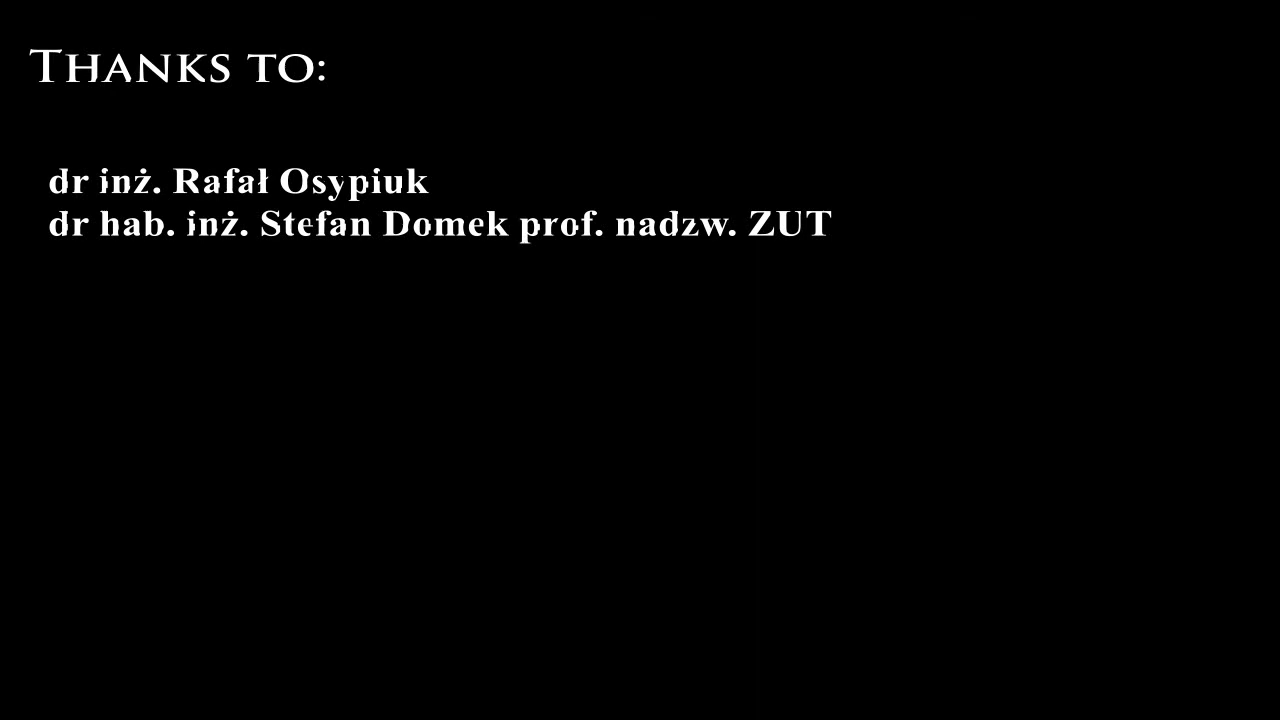 Thanks to:
dr inż. Rafał Osypiuk
dr hab. inż. Stefan Domek prof. nadzw. ZUT